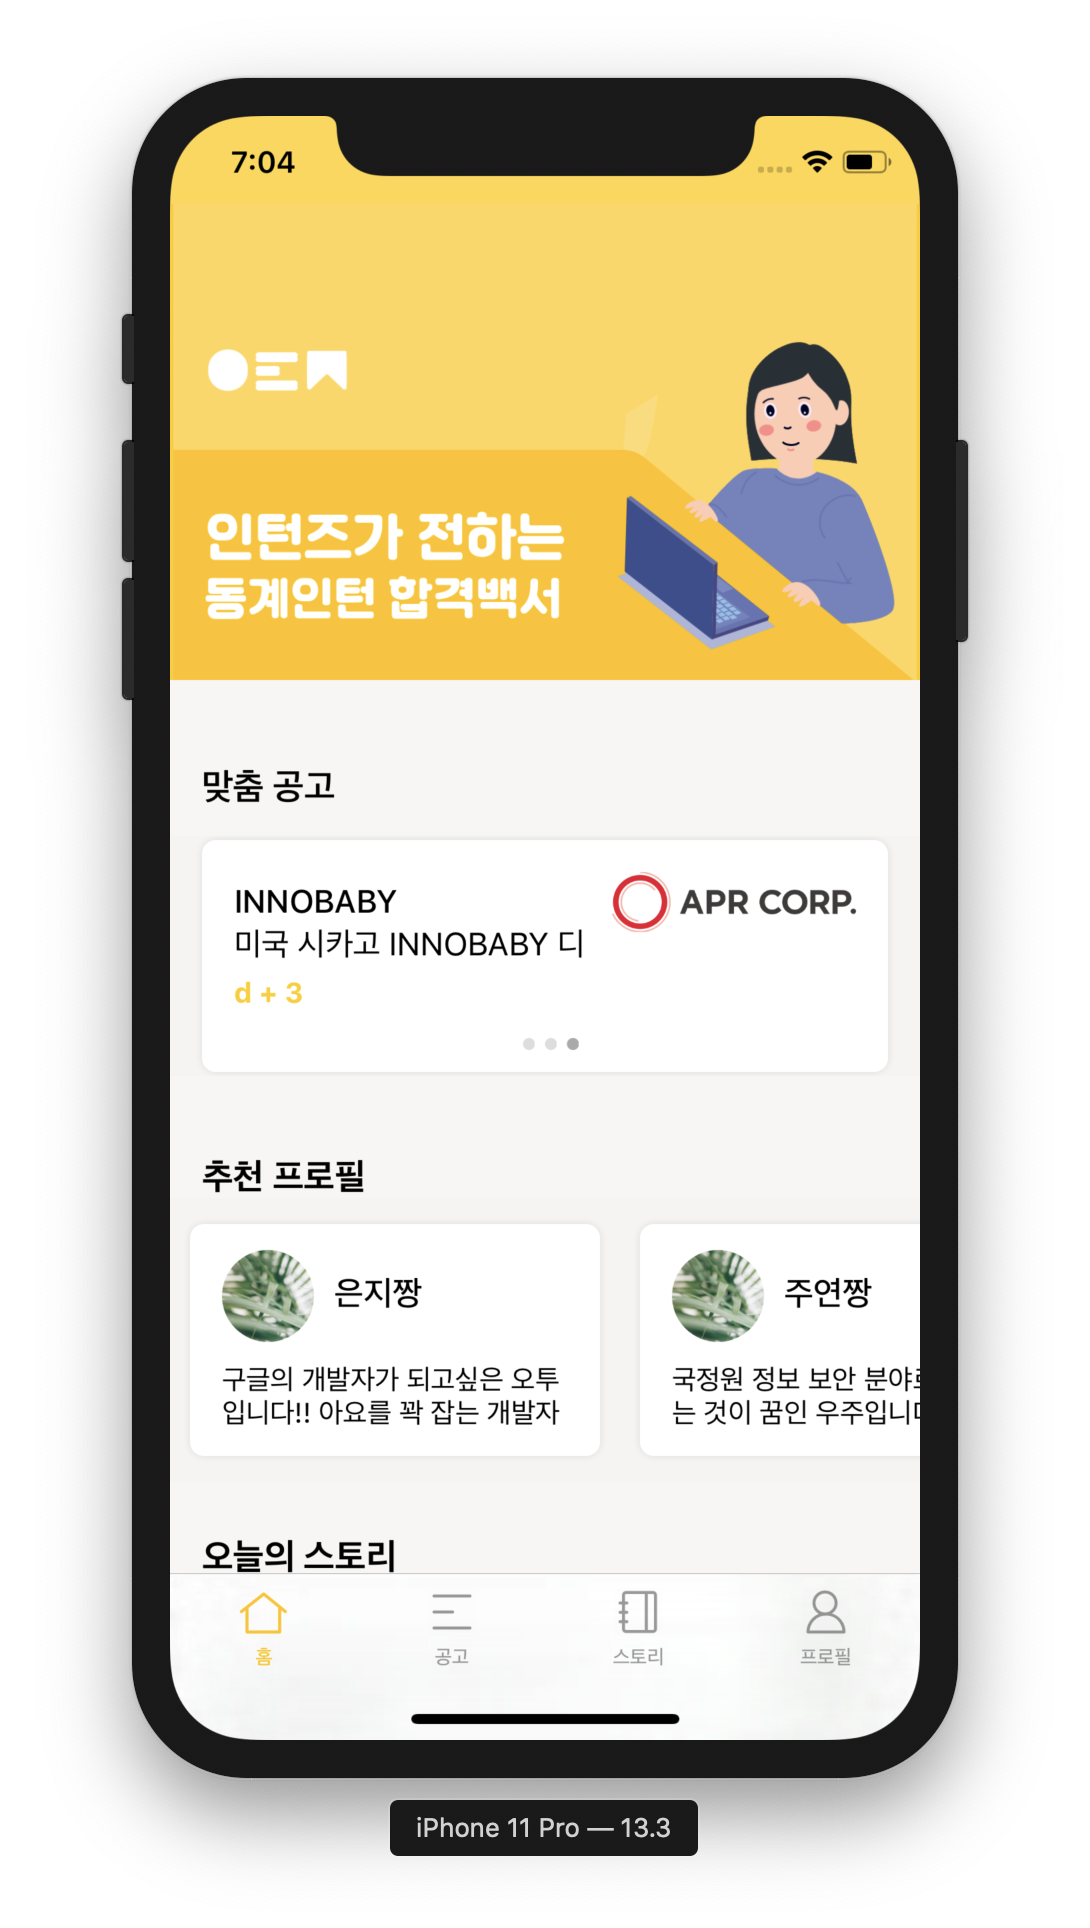 7:04
인턴즈가 전하는
동계인턴 합격백서
맞춤 공고
INNOBABY
APR CORP.
미국 시카고 INNOBABY 디
d + 3
추천 프로필
은지짱
구글의 개발자가 되고싶은 오투
입니다!! 아요를 꽉 잡는 개발자
주연짱
국정원 정보 보안 분야로
는 것이 꿈인 우주입니다
오늘의 스토리
홈
공고
스토리
프로필
iPhone 11 Pro — 13.3